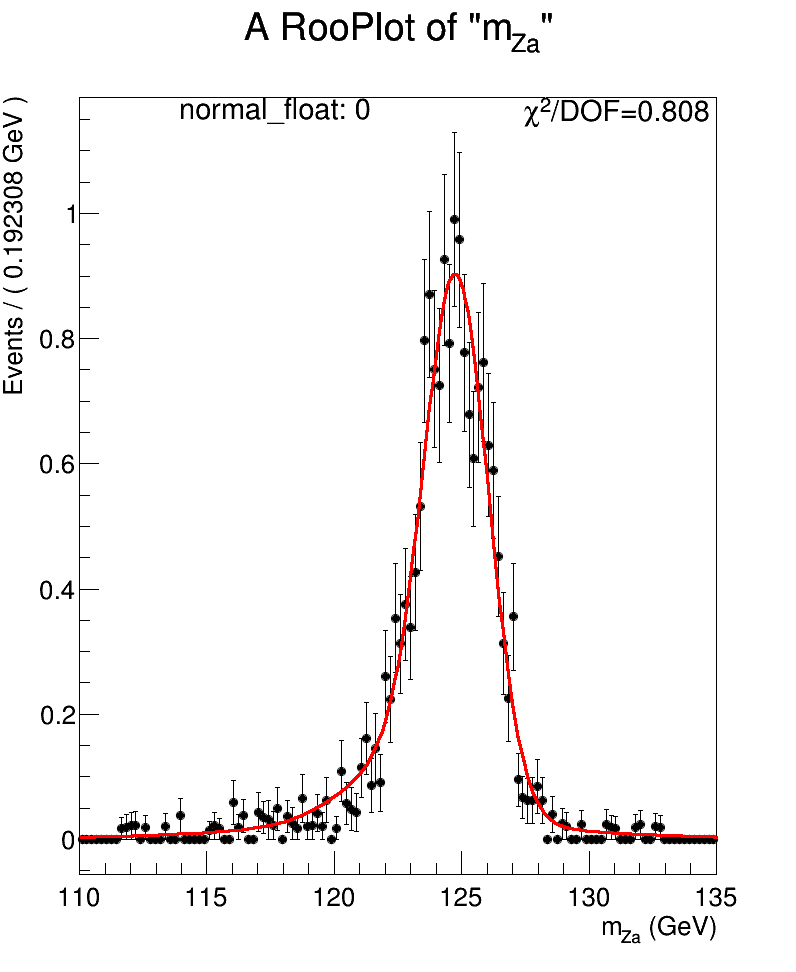 A RooPlot of "m_Za"
normal_float: 0
χ²/DOF=0.808
Events / ( 0.192308 GeV )
1
0.8
0.6
0.4
0.2
0
110 115 120 125 130 135
m_Za (GeV)